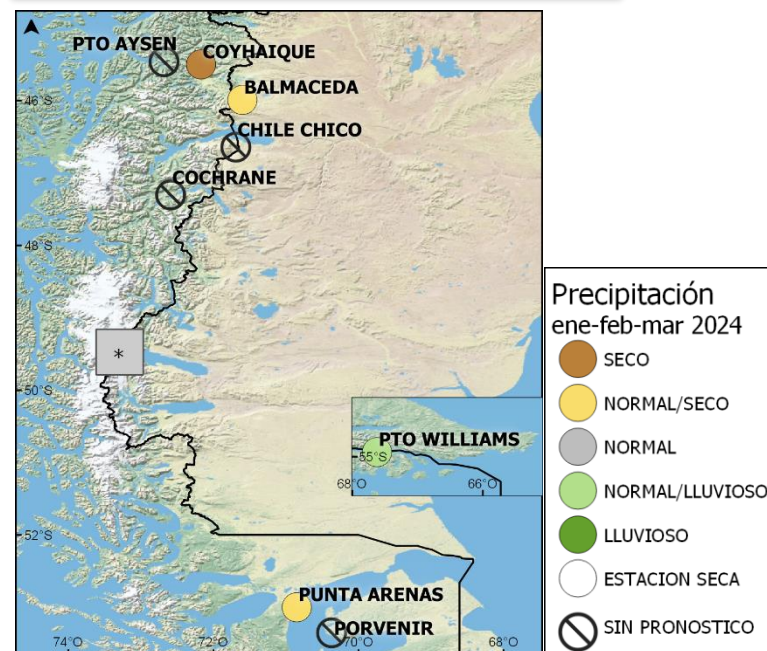 PTO AYSEN
COYHAIQUE
BALMACEDA
46°S
CHILE CHICO
COCHRANE
48°S
*
50°S
PTO WILLIAMS
55°S
68°O
66°O
52°S
PUNTA ARENAS
PORVENIR
74°O
72°O
70°O
68°O
Precipitación
ene-feb-mar 2024
SECO
NORMAL/SECO
NORMAL
NORMAL/LLUVIOSO
LLUVIOSO
ESTACION SECA
SIN PRONOSTICO